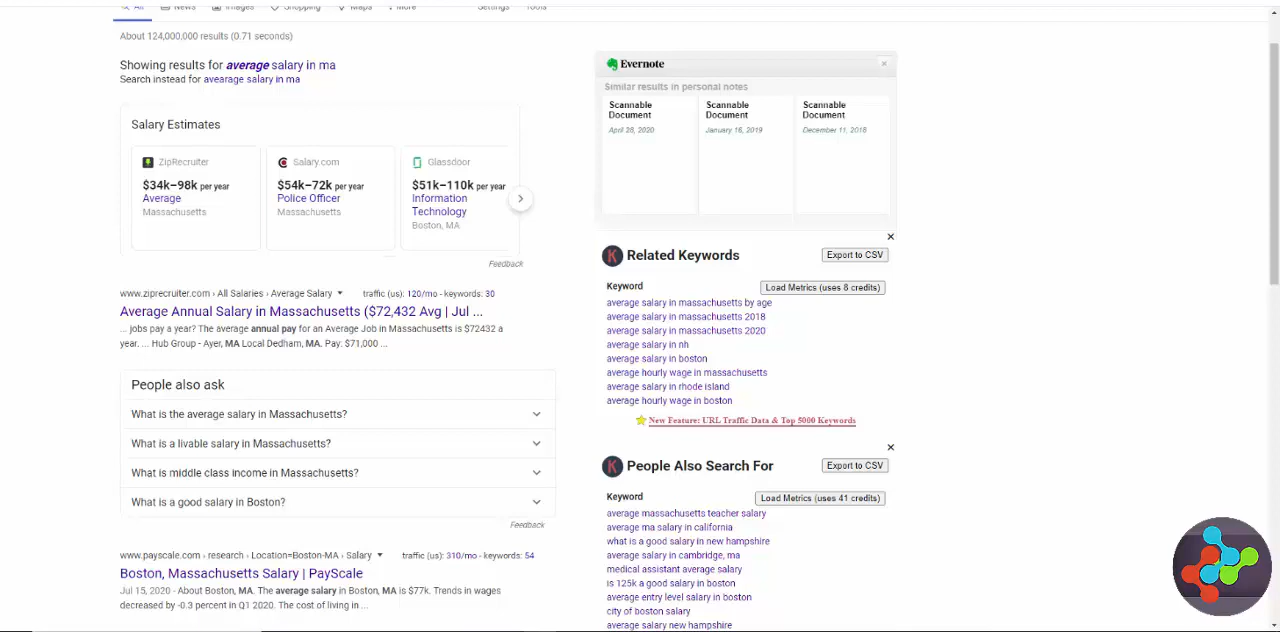 All News Images Shopping Maps More Settings Tools
About 124,000,000 results (0.71 seconds)
Showing results for average salary in ma
Search instead for avearage salary in ma
Salary Estimates
ZipRecruiter
$34k–98k per year
Average
Massachusetts
Salary.com
$54k–72k per year
Police Officer
Massachusetts
Glassdoor
$51k–110k per year
Information
Technology
Boston, MA
Feedback
www.ziprecruiter.com › All Salaries › Average Salary traffic (us): 120/mo - keywords: 30
Average Annual Salary in Massachusetts ($72,432 Avg | Jul ...
... jobs pay a year? The average annual pay for an Average Job in Massachusetts is $72432 a
year. ... Hub Group - Ayer, MA Local Dedham, MA. Pay: $71,000 ...
People also ask
What is the average salary in Massachusetts?
What is a livable salary in Massachusetts?
What is middle class income in Massachusetts?
What is a good salary in Boston?
Feedback
www.payscale.com › research › Location=Boston-MA › Salary traffic (us): 310/mo - keywords: 54
Boston, Massachusetts Salary | PayScale
Jul 15, 2020 - About Boston, MA. The average salary in Boston, MA is $77k. Trends in wages
decreased by -0.3 percent in Q1 2020. The cost of living in ...
Evernote
Similar results in personal notes
Scannable
Document
April 28, 2020
Scannable
Document
January 16, 2019
Scannable
Document
December 11, 2018
K Related Keywords Export to CSV
Keyword Load Metrics (uses 8 credits)
average salary in massachusetts by age
average salary in massachusetts 2018
average salary in massachusetts 2020
average salary in nh
average salary in boston
average hourly wage in massachusetts
average salary in rhode island
average hourly wage in boston
New Feature: URL Traffic Data & Top 5000 Keywords
K People Also Search For Export to CSV
Keyword Load Metrics (uses 41 credits)
average massachusetts teacher salary
average ma salary in california
what is a good salary in new hampshire
average salary in cambridge, ma
medical assistant average salary
is 125k a good salary in boston
average entry level salary in boston
city of boston salary
average salary new hampshire